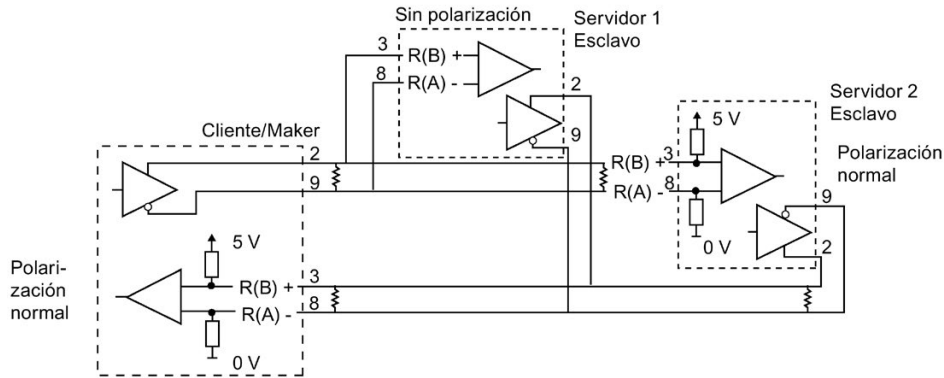 Sin polarización
Servidor 1
Esclavo
3
R(B) +
8
R(A) -
2
9
Servidor 2
Esclavo
5 V
Polarización
normal
R(B) +
3
R(A) -
8
0 V
9
2
Cliente/Maker
2
9
5 V
Polari-
zación
normal
R(B) +
3
R(A) -
8
0 V